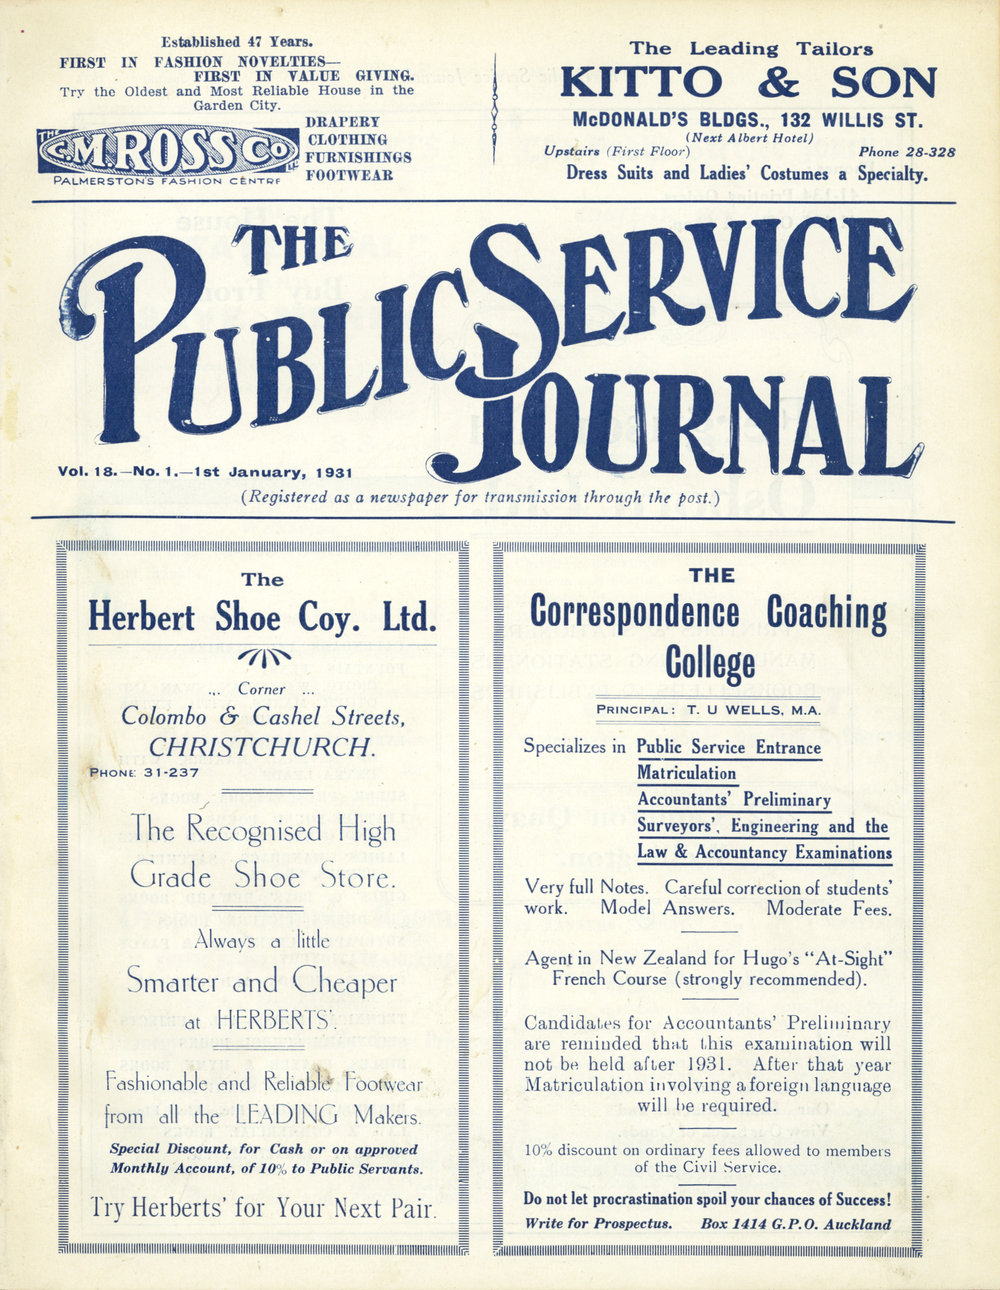 Established 47 Years.
FIRST IN FASHION NOVELTIES—
FIRST IN VALUE GIVING.
Try the Oldest and Most Reliable House in the
Garden City.
THE C.M. ROSS CO LTD
PALMERSTON'S FASHION CENTRE
DRAPERY
CLOTHING
FURNISHINGS
FOOTWEAR
The Leading Tailors
KITTO & SON
McDONALD'S BLDGS., 132 WILLIS ST.
(Next Albert Hotel)
Upstairs (First Floor) Phone 28-328
Dress Suits and Ladies' Costumes a Specialty.
THE
PUBLIC SERVICE
JOURNAL
Vol. 18.—No. 1.—1st January, 1931
(Registered as a newspaper for transmission through the post.)
The
Herbert Shoe Coy. Ltd.
... Corner ...
Colombo & Cashel Streets,
CHRISTCHURCH.
PHONE: 31-237
The Recognised High
Grade Shoe Store.
Always a little
Smarter and Cheaper
at HERBERTS'.
Fashionable and Reliable Footwear
from all the LEADING Makers.
Special Discount, for Cash or on approved
Monthly Account, of 10% to Public Servants.
Try Herberts' for Your Next Pair.
THE
Correspondence Coaching
College
PRINCIPAL: T. U WELLS, M.A.
Specializes in Public Service Entrance
Matriculation
Accountants' Preliminary
Surveyors', Engineering and the
Law & Accountancy Examinations
Very full Notes. Careful correction of students'
work. Model Answers. Moderate Fees.
Agent in New Zealand for Hugo's "At-Sight"
French Course (strongly recommended).
Candidates for Accountants' Preliminary
are reminded that this examination will
not be held after 1931. After that year
Matriculation involving a foreign language
will be required.
10% discount on ordinary fees allowed to members
of the Civil Service.
Do not let procrastination spoil your chances of Success!
Write for Prospectus. Box 1414 G.P.O. Auckland